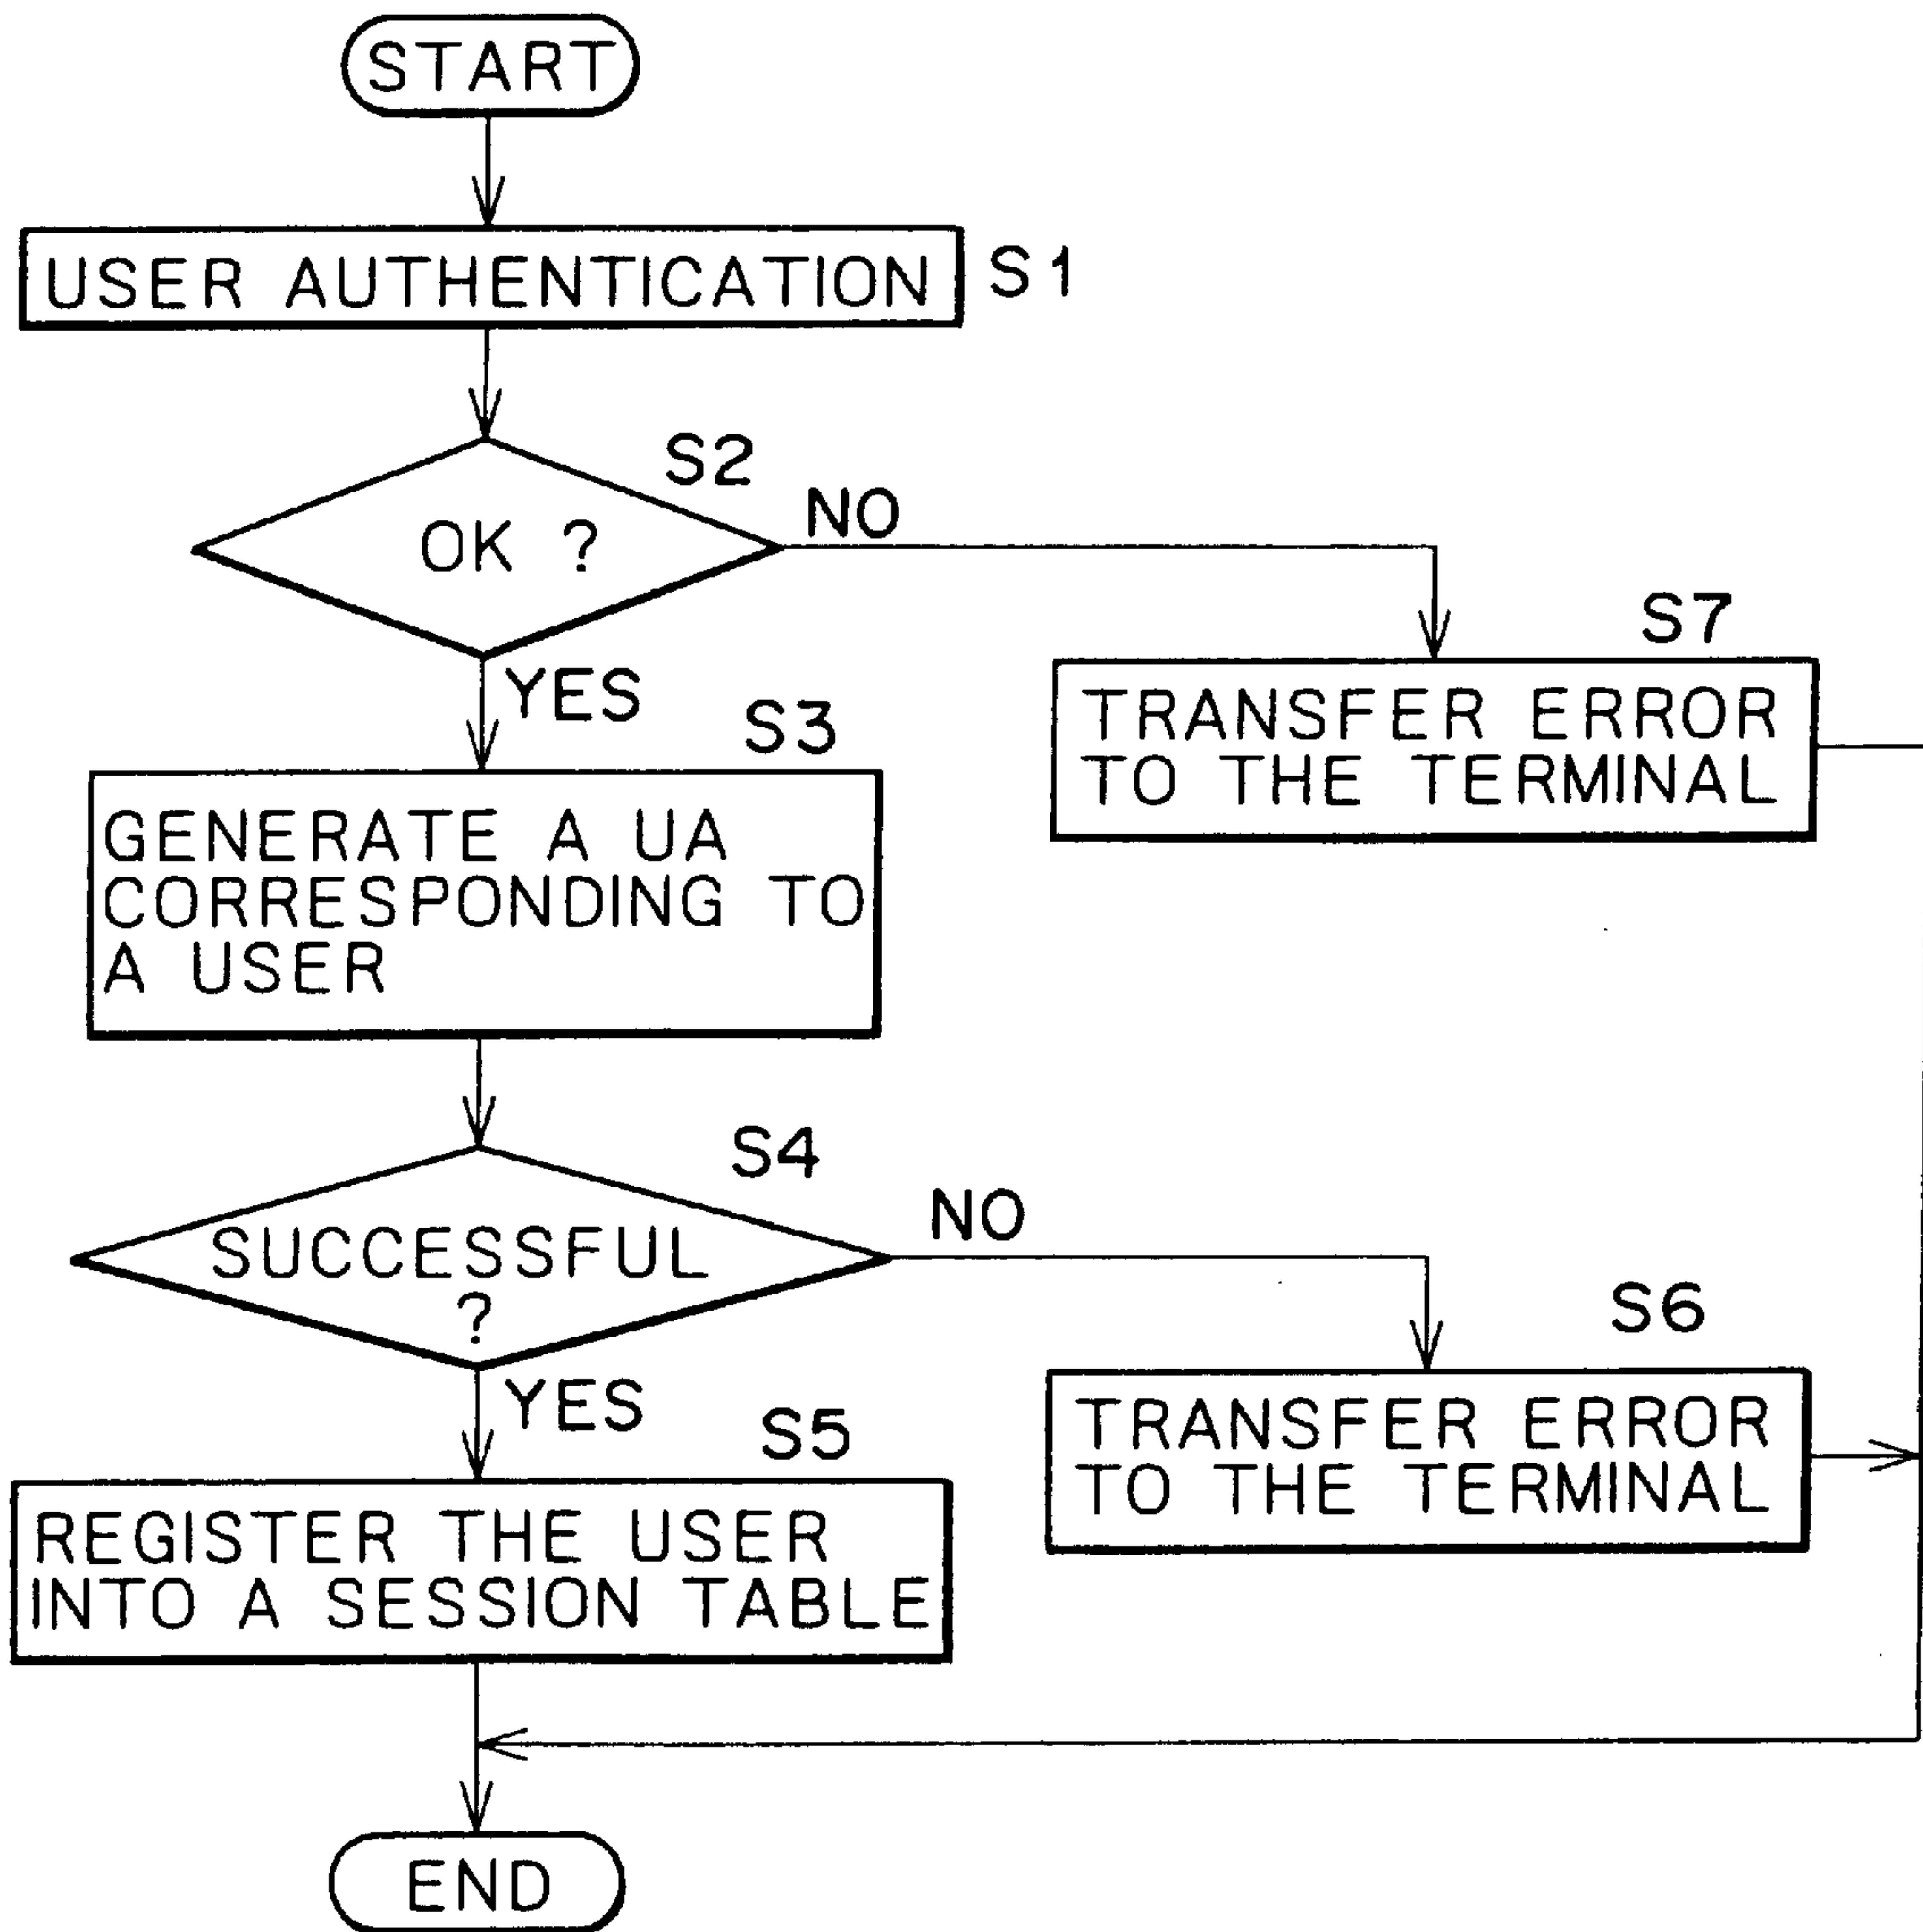 START
USER AUTHENTICATION
S1
S2
OK ?
NO
YES
S7
TRANSFER ERROR
TO THE TERMINAL
S3
GENERATE A UA
CORRESPONDING TO
A USER
S4
SUCCESSFUL
?
NO
YES
S6
TRANSFER ERROR
TO THE TERMINAL
S5
REGISTER THE USER
INTO A SESSION TABLE
END